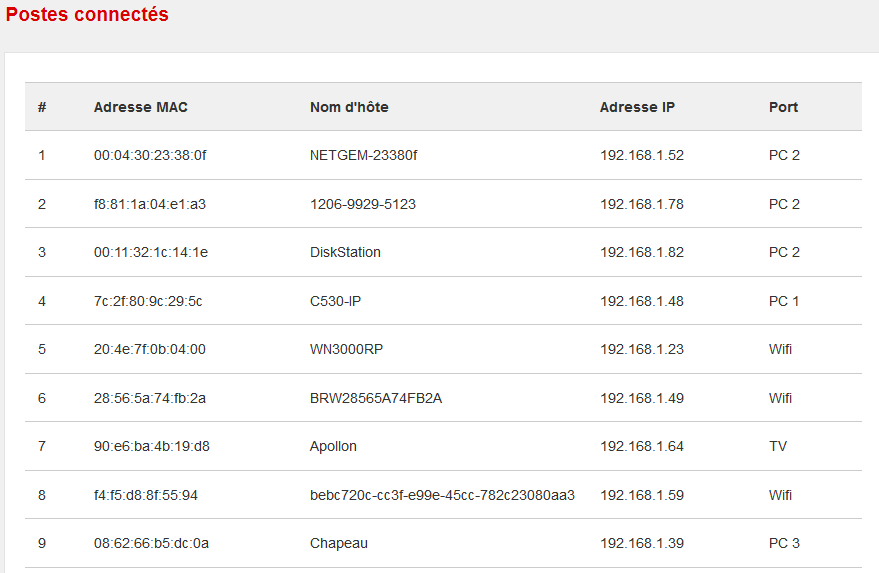 Postes connectés
# Adresse MAC Nom d'hôte Adresse IP Port
1 00:04:30:23:38:0f NETGEM-23380f 192.168.1.52 PC 2
2 f8:81:1a:04:e1:a3 1206-9929-5123 192.168.1.78 PC 2
3 00:11:32:1c:14:1e DiskStation 192.168.1.82 PC 2
4 7c:2f:80:9c:29:5c C530-IP 192.168.1.48 PC 1
5 20:4e:7f:0b:04:00 WN3000RP 192.168.1.23 Wifi
6 28:56:5a:74:fb:2a BRW28565A74FB2A 192.168.1.49 Wifi
7 90:e6:ba:4b:19:d8 Apollon 192.168.1.64 TV
8 f4:f5:d8:8f:55:94 bebc720c-cc3f-e99e-45cc-782c23080aa3 192.168.1.59 Wifi
9 08:62:66:b5:dc:0a Chapeau 192.168.1.39 PC 3